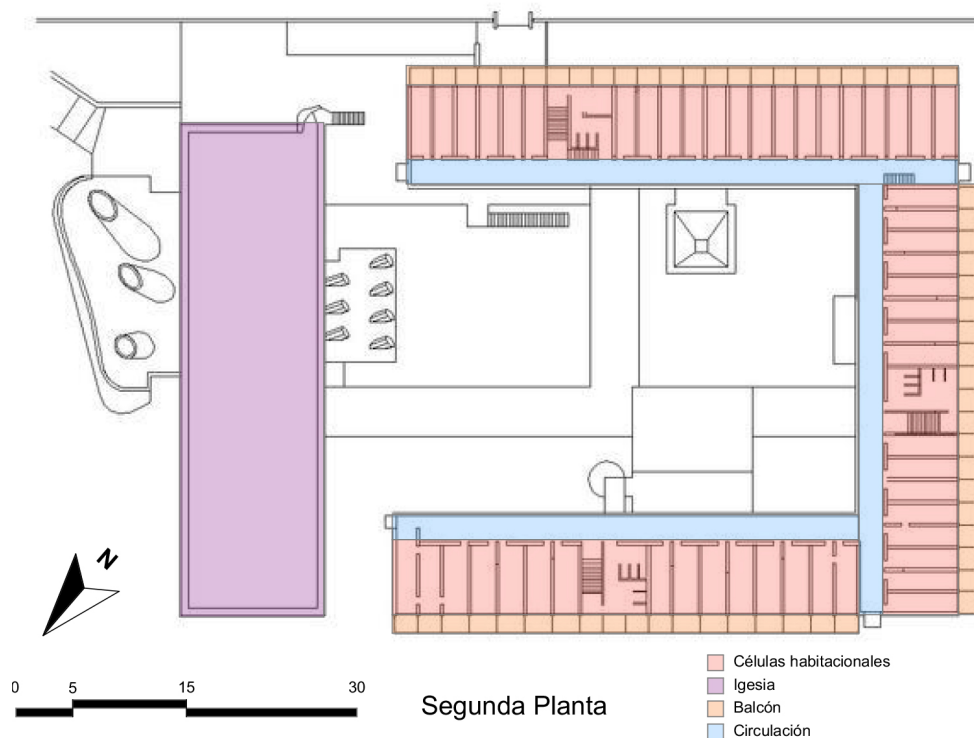 N
0
5
15
30
Segunda Planta
Células habitacionales
Igesia
Balcón
Circulación